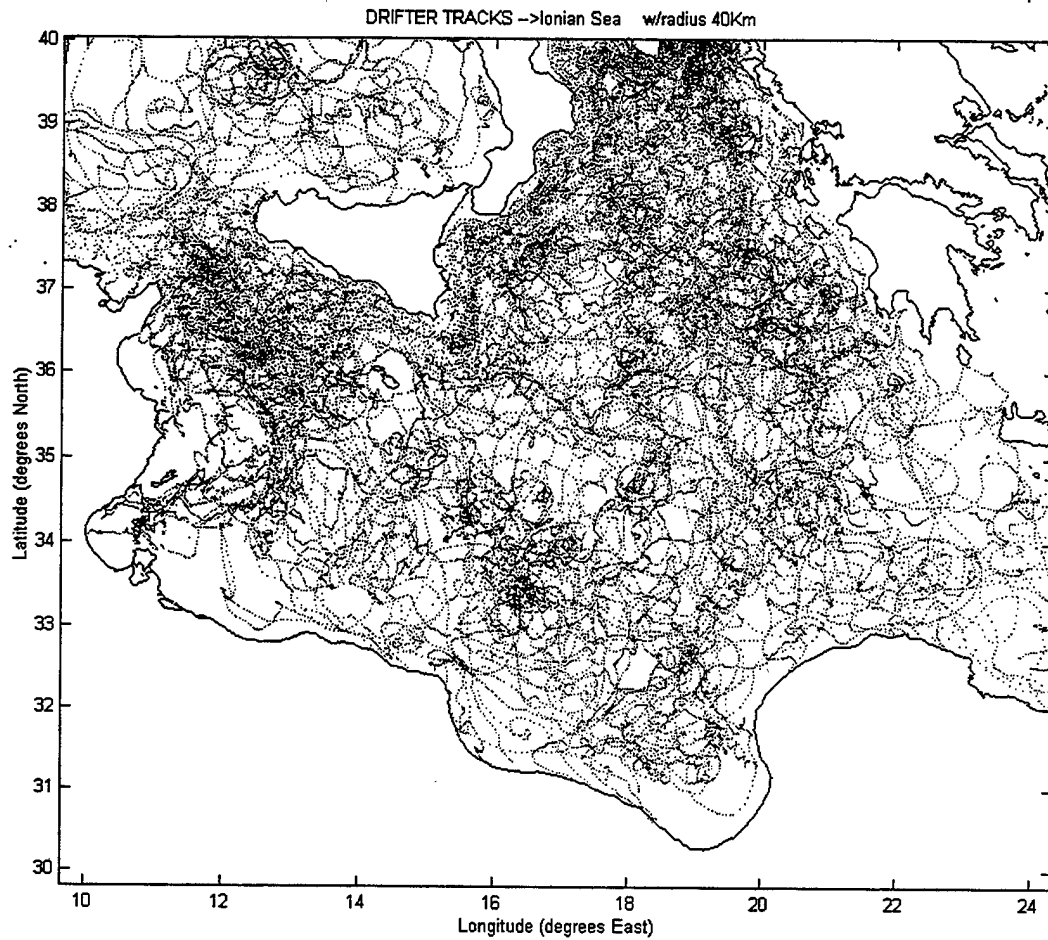 DRIFTER TRACKS -->Ionian Sea w/radius 40Km
40
39
38
37
36
35
34
33
32
31
30
Latitude (degrees North)
10 12 14 16 18 20 22 24
Longitude (degrees East)